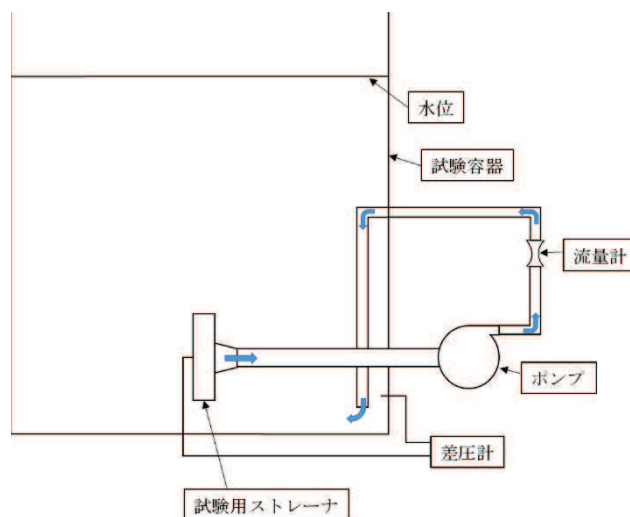 水位
試験容器
流量計
ポンプ
差圧計
試験用ストレーナ